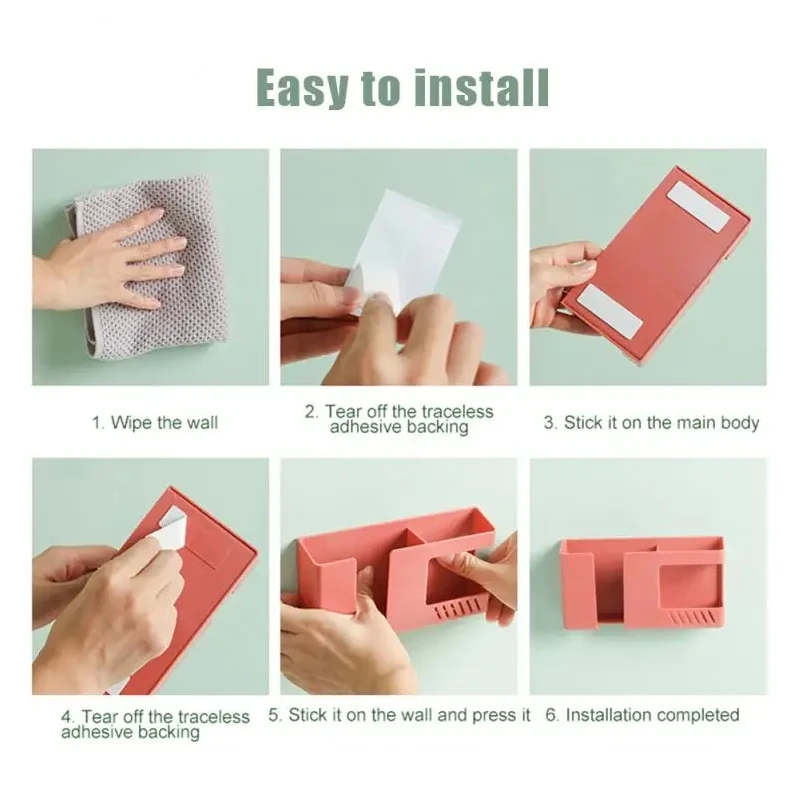 Easy to install
1. Wipe the wall
2. Tear off the traceless
adhesive backing
3. Stick it on the main body
4. Tear off the traceless
adhesive backing
5. Stick it on the wall and press it
6. Installation completed